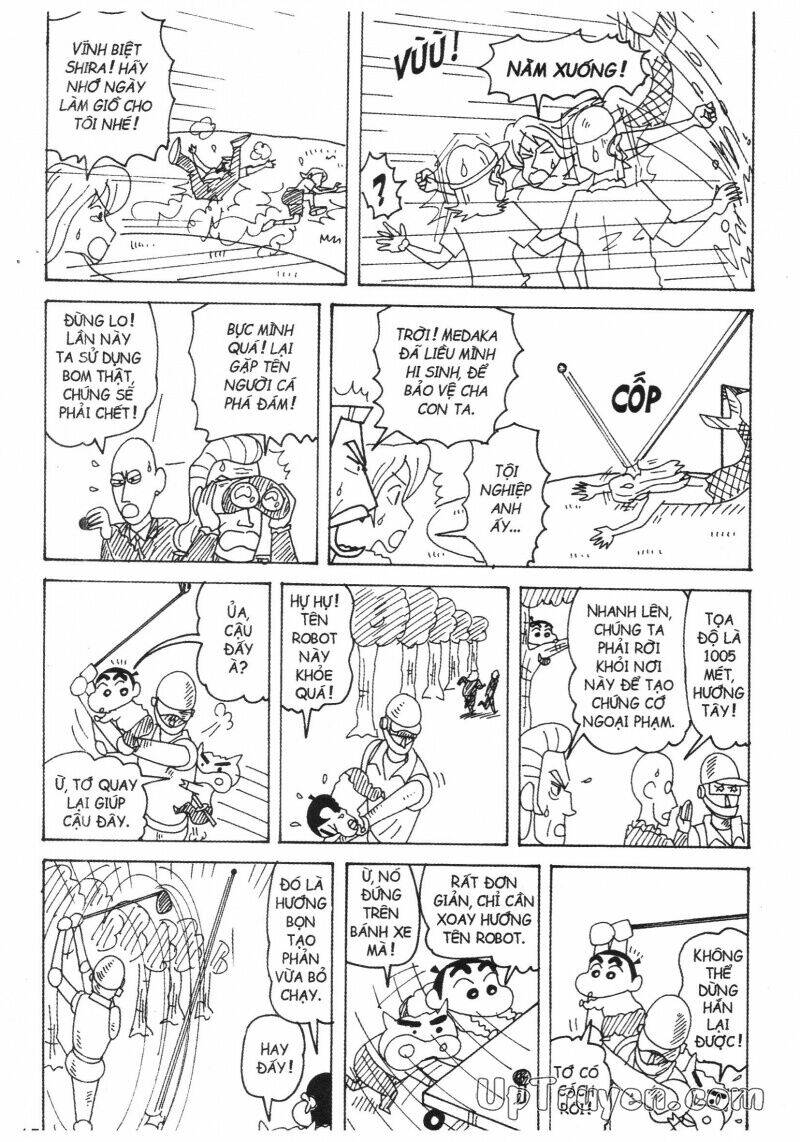 VÙÙ!
NẰM XUỐNG!
?
VĨNH BIỆT
SHIRA! HÃY
NHỚ NGÀY
LÀM GIỖ CHO
TÔI NHÉ!
TRỜI! MEDAKA
ĐÃ LIỀU MÌNH
HI SINH, ĐỂ
BẢO VỆ CHA
CON TA.
CỐP
TỘI
NGHIỆP
ANH
ẤY...
BỰC MÌNH
QUÁ! LẠI
GẶP TÊN
NGƯỜI CÁ
PHÁ ĐÁM!
ĐỪNG LO!
LẦN NÀY
TA SỬ DỤNG
BOM THẬT,
CHÚNG SẼ
PHẢI CHẾT!
TỌA
ĐỘ LÀ
1005
MÉT,
HƯỚNG
TÂY!
NHANH LÊN,
CHÚNG TA
PHẢI RỜI
KHỎI NƠI
NÀY ĐỂ TẠO
CHỨNG CỚ
NGOẠI PHẠM.
HỰ HỰ!
TÊN
ROBOT
NÀY
KHỎE
QUÁ!
ỦA,
CẬU
ĐẤY
À?
Ừ, TỚ QUAY
LẠI GIÚP
CẬU ĐÂY.
KHÔNG
THỂ
DỪNG
HẮN
LẠI
ĐƯỢC!
TỚ CÓ
CÁCH
RỒI!
RẤT ĐƠN
GIẢN, CHỈ CẦN
XOAY HƯỚNG
TÊN ROBOT.
Ừ, NÓ
ĐỨNG
TRÊN
BÁNH XE
MÀ!
ĐÓ LÀ
HƯỚNG
BỌN
TẠO
PHẢN
VỪA BỎ
CHẠY.
HAY
ĐẤY!
UpTruyen.com